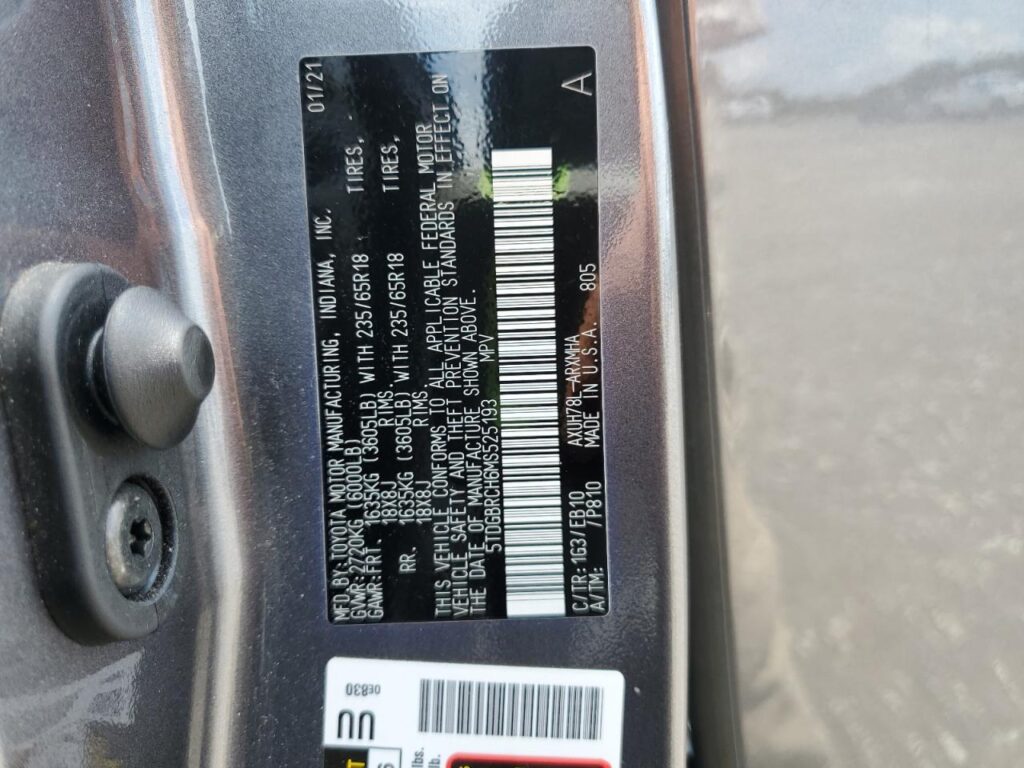 MFD.BY:TOYOTA MOTOR MANUFACTURING, INDIANA, INC. 01/21
GVWR:2720KG (6000LB)
GAWR:FRT. 1635KG (3605LB) WITH 235/65R18 TIRES,
18X8J RIMS.
RR. 1635KG (3605LB) WITH 235/65R18 TIRES,
18X8J RIMS.
THIS VEHICLE CONFORMS TO ALL APPLICABLE FEDERAL MOTOR
VEHICLE SAFETY AND THEFT PREVENTION STANDARDS IN EFFECT ON
THE DATE OF MANUFACTURE SHOWN ABOVE.
5TDGBRCH6MS525193 MPV
C/TR:1G3/EB10 AXUH78L-ARXMHA
A/TM: /P810 MADE IN U.S.A. 805 A
0E830
lbs.
lb.